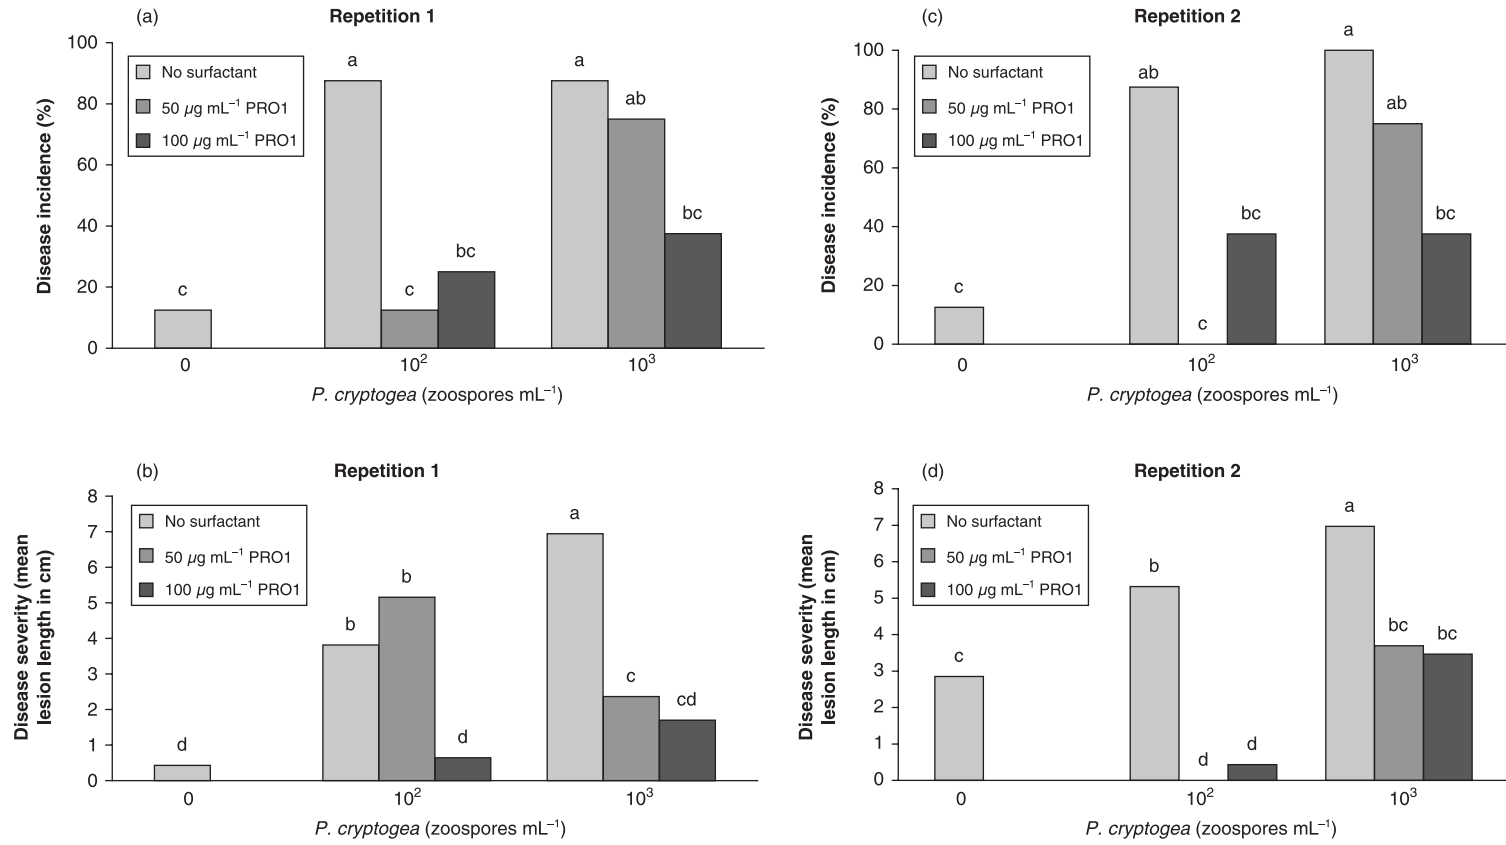 (a) Repetition 1
100
80
60
40
20
0
Disease incidence (%)
No surfactant
50 µg mL⁻¹ PRO1
100 µg mL⁻¹ PRO1
c
a
c
bc
a
ab
bc
0 10² 10³
P. cryptogea (zoospores mL⁻¹)
(c) Repetition 2
100
80
60
40
20
0
Disease incidence (%)
No surfactant
50 µg mL⁻¹ PRO1
100 µg mL⁻¹ PRO1
c
ab
c
bc
a
ab
bc
0 10² 10³
P. cryptogea (zoospores mL⁻¹)
(b) Repetition 1
8
7
6
5
4
3
2
1
0
Disease severity (mean
lesion length in cm)
No surfactant
50 µg mL⁻¹ PRO1
100 µg mL⁻¹ PRO1
d
b
b
d
a
c
cd
0 10² 10³
P. cryptogea (zoospores mL⁻¹)
(d) Repetition 2
8
7
6
5
4
3
2
1
0
Disease severity (mean
lesion length in cm)
No surfactant
50 µg mL⁻¹ PRO1
100 µg mL⁻¹ PRO1
c
b
d
d
a
bc
bc
0 10² 10³
P. cryptogea (zoospores mL⁻¹)